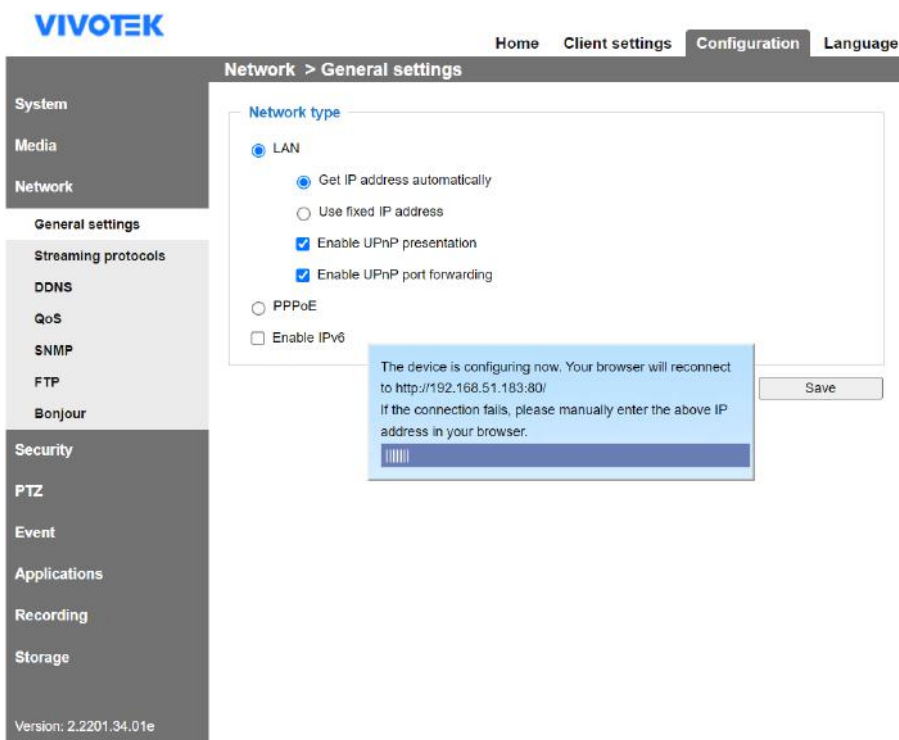 VIVOTEK
Home Client settings Configuration Language
Network > General settings
System
Media
Network
General settings
Streaming protocols
DDNS
QoS
SNMP
FTP
Bonjour
Security
PTZ
Event
Applications
Recording
Storage
Version: 2.2201.34.01e
Network type
LAN
Get IP address automatically
Use fixed IP address
Enable UPnP presentation
Enable UPnP port forwarding
PPPoE
Enable IPv6
The device is configuring now. Your browser will reconnect
to http://192.168.51.183:80/
If the connection fails, please manually enter the above IP
address in your browser.
Save